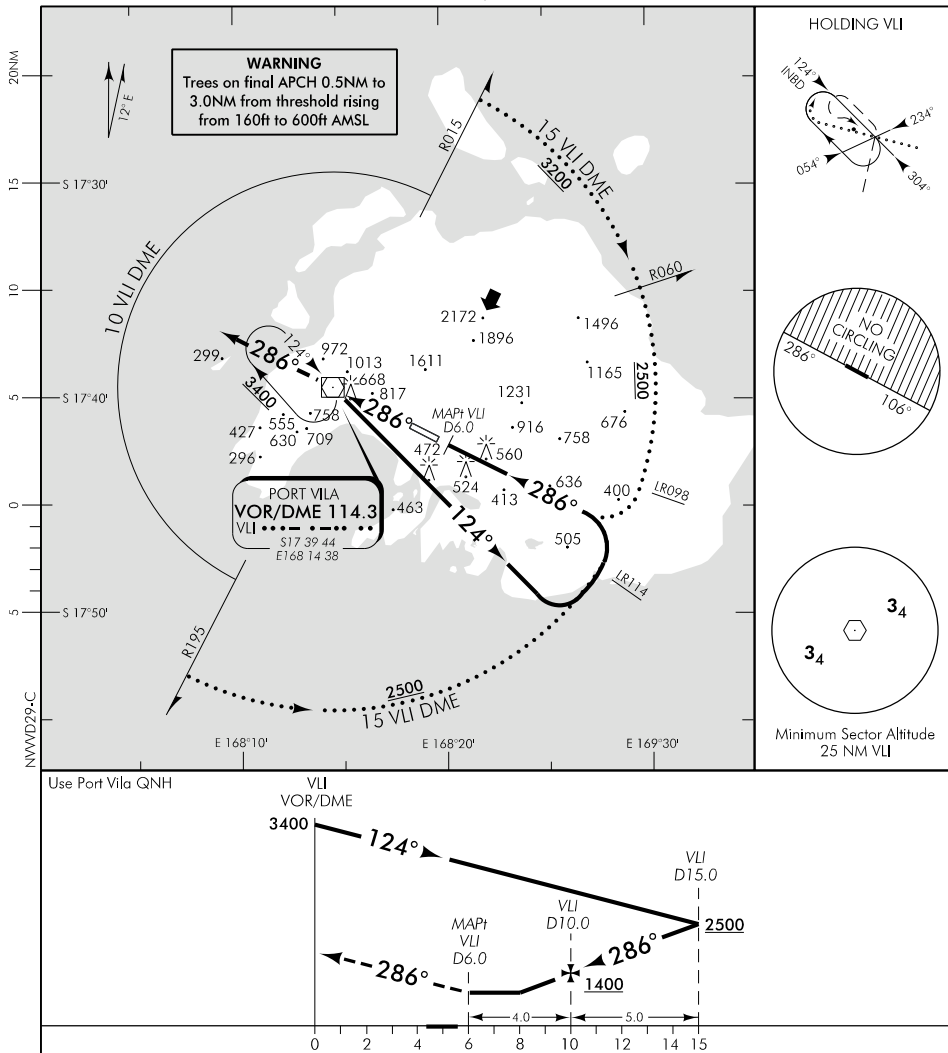 20NM
12° E
WARNING
Trees on final APCH 0.5NM to
3.0NM from threshold rising
from 160ft to 600ft AMSL
R015
15 VLI DME
3200
HOLDING VLI
124°
INBD
234°
054°
304°
15
S 17°30'
10 VLI DME
R060
10
2172
1896
1496
299
286°
124°
972
1013
668
1611
1165
2500
NO
CIRCLING
286°
106°
5
S 17°40'
3400
817
1231
286°
MAPt VLI
D6.0
916
758
676
758
555
427
630
709
472
560
296
524
413
286°
636
400
LR098
PORT VILA
VOR/DME 114.3
VLI
S17 39 44
E168 14 38
0
463
124°
505
LR114
5
S 17°50'
R195
2500
15 VLI DME
3₄
3₄
Minimum Sector Altitude
25 NM VLI
NVVVD29-C
E 168°10'
E 168°20'
E 169°30'
Use Port Vila QNH
VLI
VOR/DME
3400
124°
VLI
D15.0
2500
MAPt
VLI
D6.0
VLI
D10.0
286°
286°
1400
4.0
5.0
0 2 4 6 8 10 12 14 15